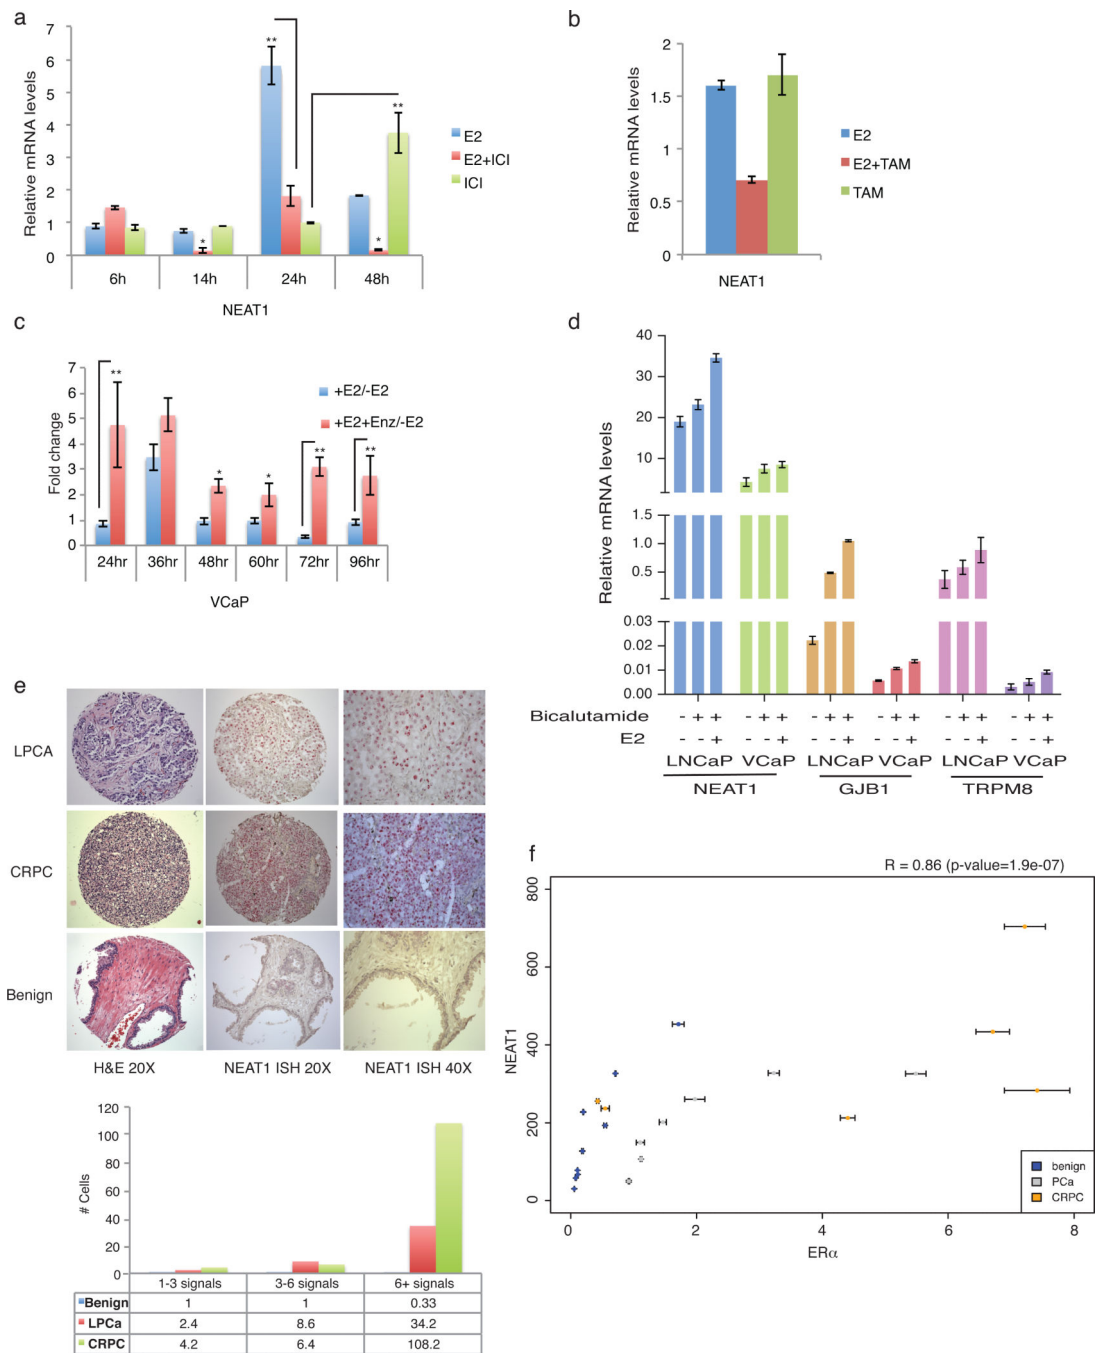 a
Relative mRNA levels
7
6
5
4
3
2
1
0
**
**
*
*
E2
E2+ICI
ICI
6h 14h 24h 48h
NEAT1
b
Relative mRNA levels
2
1.5
1
0.5
0
E2
E2+TAM
TAM
NEAT1
c
Fold change
7
6
5
4
3
2
1
0
** * * ** **
+E2/-E2
+E2+Enz/-E2
24hr 36hr 48hr 60hr 72hr 96hr
VCaP
d
Relative mRNA levels
40
30
20
10
1.5
1.0
0.5
0.03
0.02
0.01
0.00
Bicalutamide - + + - + + - + + - + + - + + - + +
E2 - - + - - + - - + - - + - - + - - +
LNCaP VCaP LNCaP VCaP LNCaP VCaP
NEAT1 GJB1 TRPM8
e
LPCA
CRPC
Benign
H&E 20X NEAT1 ISH 20X NEAT1 ISH 40X
# Cells
120
100
80
60
40
20
0
1-3 signals 3-6 signals 6+ signals
Benign 1 1 0.33
LPCa 2.4 8.6 34.2
CRPC 4.2 6.4 108.2
f
R = 0.86 (p-value=1.9e-07)
NEAT1
800
600
400
200
0
0 2 4 6 8
ERα
benign
PCa
CRPC